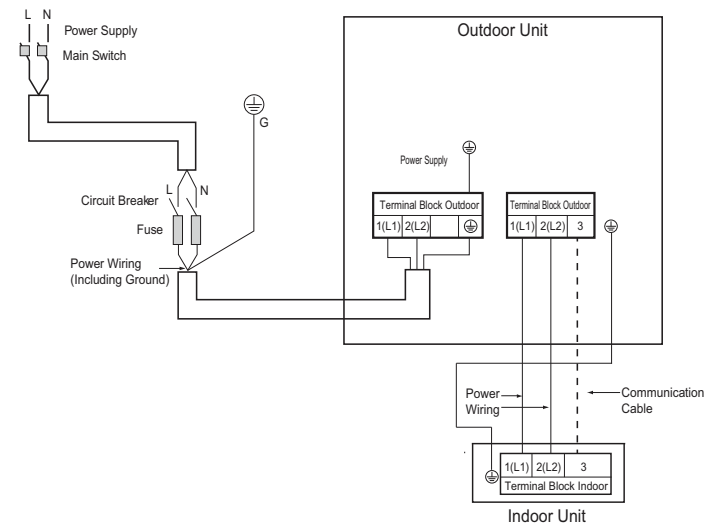 L N
Power Supply
Main Switch
Outdoor Unit
G
Power Supply
L N
Circuit Breaker
Fuse
Terminal Block Outdoor
1(L1) 2(L2)
Terminal Block Outdoor
1(L1) 2(L2) 3
Power Wiring
(Including Ground)
Power
Wiring
Communication
Cable
1(L1) 2(L2) 3
Terminal Block Indoor
Indoor Unit